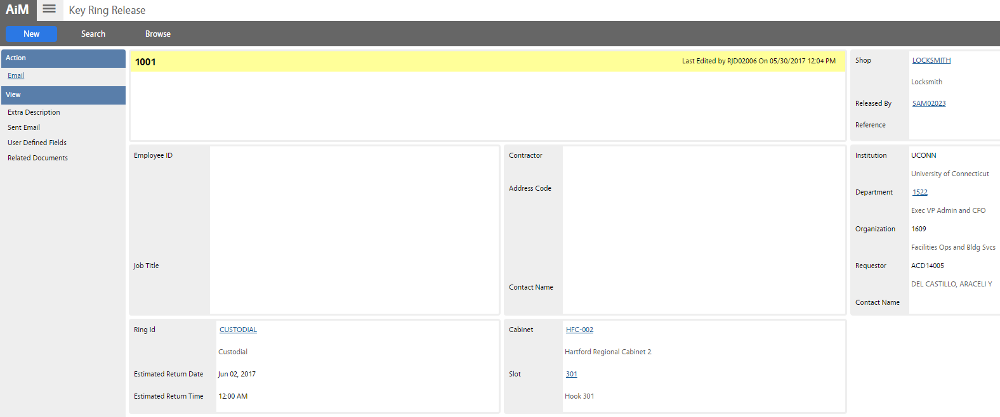 AiM
Key Ring Release
New
Search
Browse
Action
Email
View
Extra Description
Sent Email
User Defined Fields
Related Documents
1001
Last Edited by RJD02006 On 05/30/2017 12:04 PM
Shop
LOCKSMITH
Locksmith
Released By
SAM02023
Reference
Employee ID
Job Title
Contractor
Address Code
Contact Name
Institution
UCONN
University of Connecticut
Department
1522
Exec VP Admin and CFO
Organization
1609
Facilities Ops and Bldg Svcs
Requestor
ACD14005
DEL CASTILLO, ARACELI Y
Contact Name
Ring Id
CUSTODIAL
Custodial
Estimated Return Date
Jun 02, 2017
Estimated Return Time
12:00 AM
Cabinet
HFC-002
Hartford Regional Cabinet 2
Slot
301
Hook 301